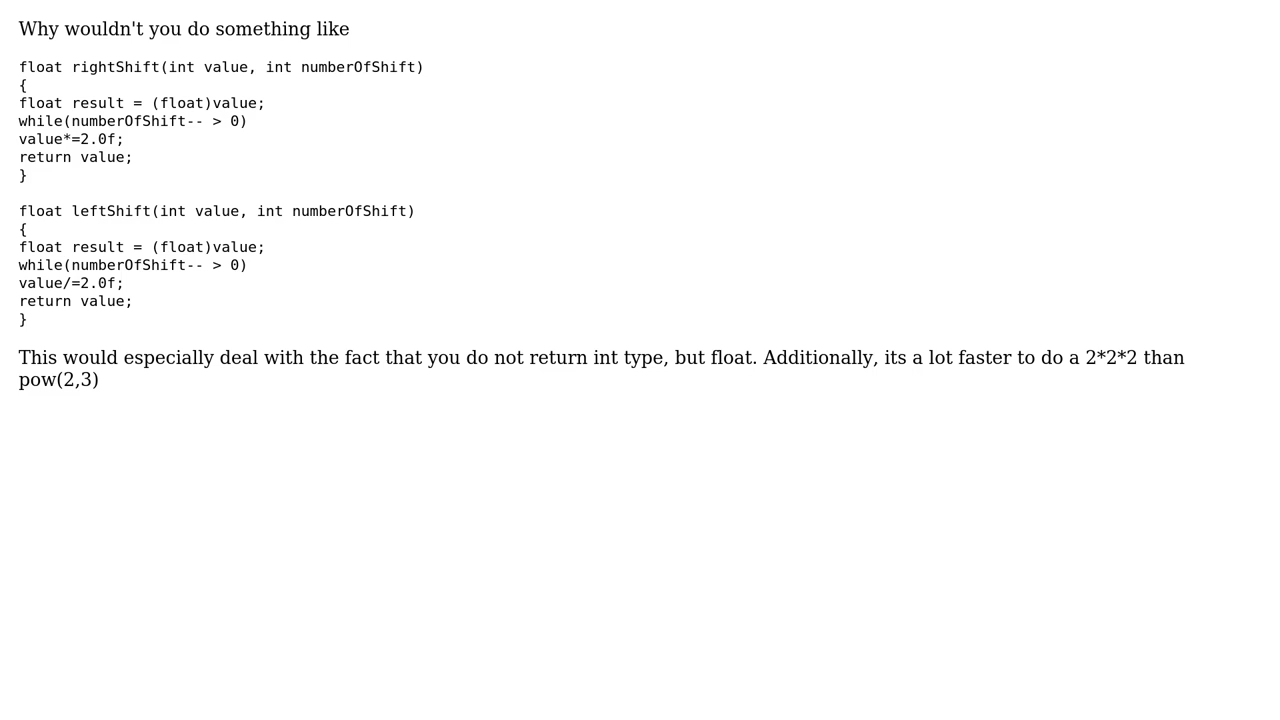 Why wouldn't you do something like
float rightShift(int value, int numberOfShift)
{
float result = (float)value;
while(numberOfShift-- > 0)
value*=2.0f;
return value;
}
float leftShift(int value, int numberOfShift)
{
float result = (float)value;
while(numberOfShift-- > 0)
value/=2.0f;
return value;
}
This would especially deal with the fact that you do not return int type, but float. Additionally, its a lot faster to do a 2*2*2 than
pow(2,3)